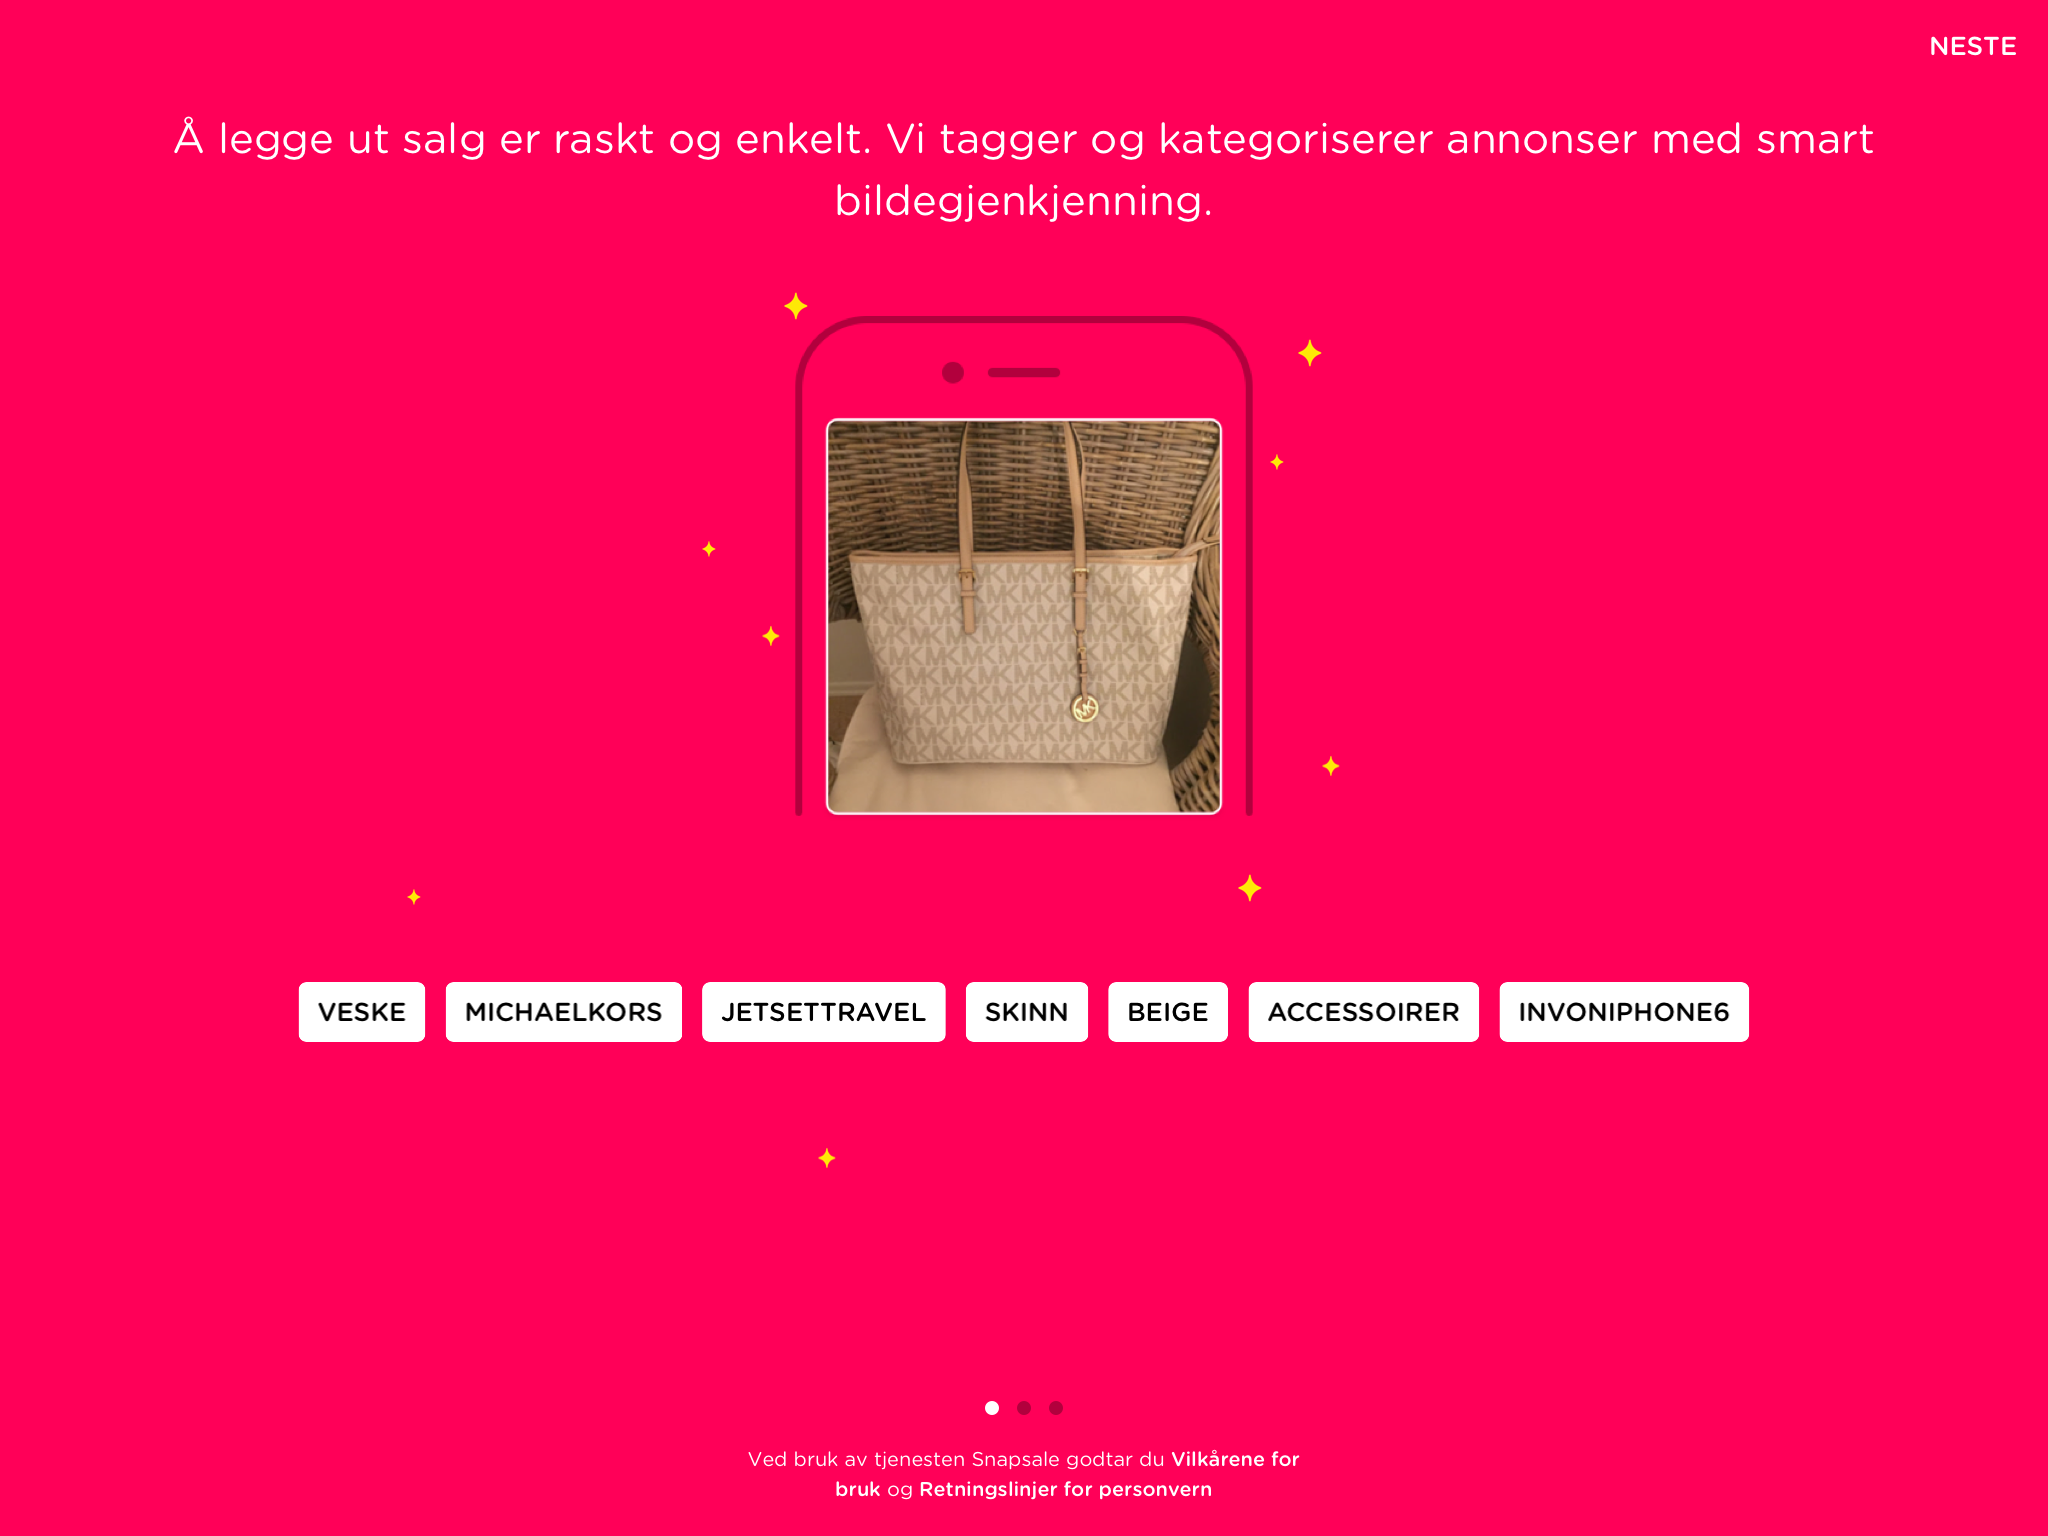 NESTE
Å legge ut salg er raskt og enkelt. Vi tagger og kategoriserer annonser med smart
bildegjenkjenning.
VESKE MICHAELKORS JETSETTRAVEL SKINN BEIGE ACCESSOIRER INVONIPHONE6
Ved bruk av tjenesten Snapsale godtar du Vilkårene for
bruk og Retningslinjer for personvern